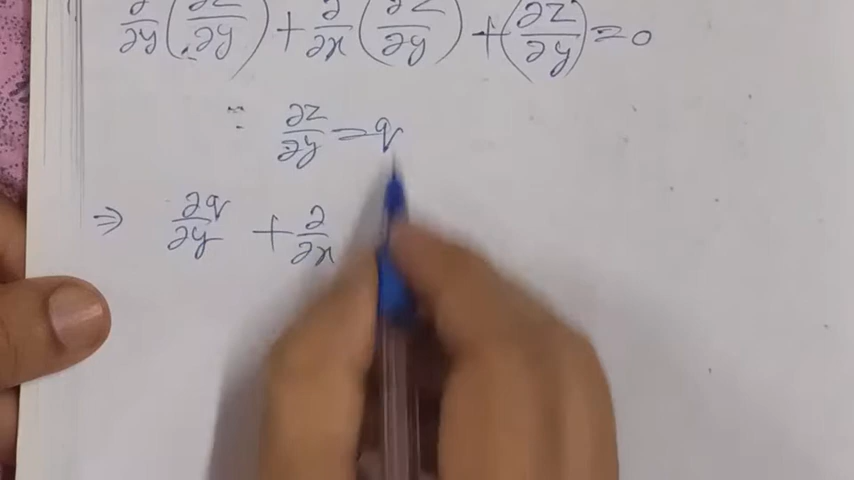 ∂/∂y (∂z/∂y) + ∂/∂x (∂z/∂y) + (∂z/∂y) = 0
∵ ∂z/∂y = q
⇒ ∂q/∂y + ∂/∂x